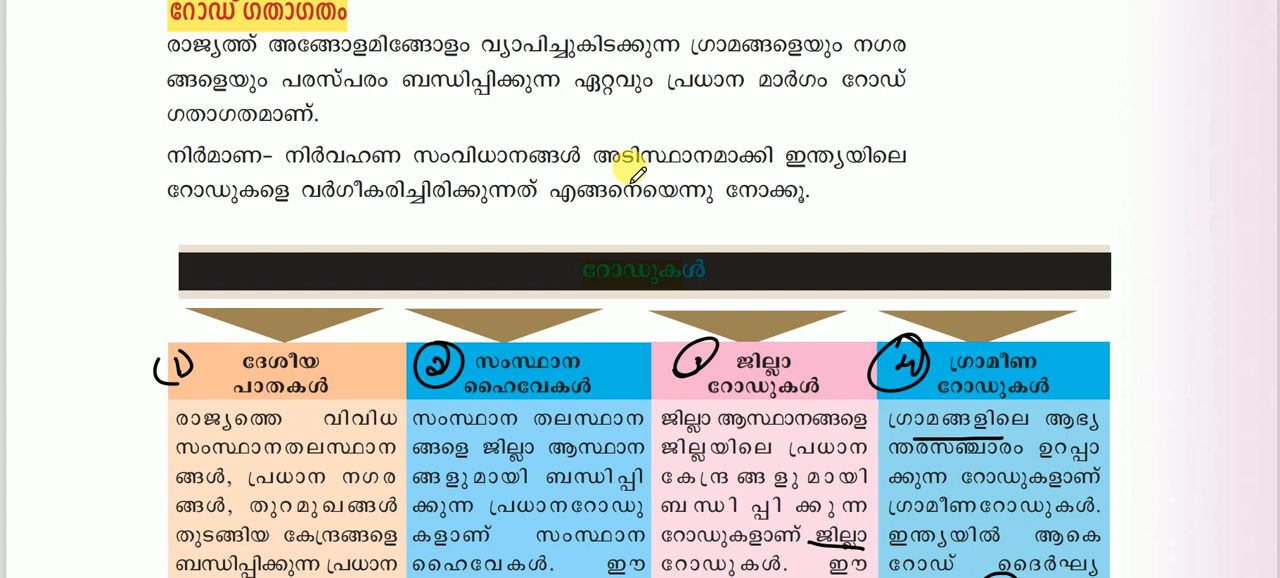 റോഡ് ഗതാഗതം
രാജ്യത്ത് അങ്ങോളമിങ്ങോളം വ്യാപിച്ചുകിടക്കുന്ന ഗ്രാമങ്ങളെയും നഗര
ങ്ങളെയും പരസ്പരം ബന്ധിപ്പിക്കുന്ന ഏറ്റവും പ്രധാന മാർഗം റോഡ്
ഗതാഗതമാണ്.
നിർമാണ- നിർവഹണ സംവിധാനങ്ങൾ അടിസ്ഥാനമാക്കി ഇന്ത്യയിലെ
റോഡുകളെ വർഗീകരിച്ചിരിക്കുന്നത് എങ്ങനെയെന്നു നോക്കൂ.
റോഡുകൾ
ദേശീയ
പാതകൾ
രാജ്യത്തെ വിവിധ
സംസ്ഥാനതലസ്ഥാന
ങ്ങൾ, പ്രധാന നഗര
ങ്ങൾ, തുറമുഖങ്ങൾ
തുടങ്ങിയ കേന്ദ്രങ്ങളെ
ബന്ധിപ്പിക്കുന്ന പ്രധാന
സംസ്ഥാന
ഹൈവേകൾ
സംസ്ഥാന തലസ്ഥാന
ങ്ങളെ ജില്ലാ ആസ്ഥാന
ങ്ങളുമായി ബന്ധിപ്പി
ക്കുന്ന പ്രധാനറോഡു
കളാണ് സംസ്ഥാന
ഹൈവേകൾ. ഈ
ജില്ലാ
റോഡുകൾ
ജില്ലാ ആസ്ഥാനങ്ങളെ
ജില്ലയിലെ പ്രധാന
കേന്ദ്രങ്ങളുമായി
ബന്ധിപ്പിക്കുന്ന
റോഡുകളാണ് ജില്ലാ
റോഡുകൾ. ഈ
ഗ്രാമീണ
റോഡുകൾ
ഗ്രാമങ്ങളിലെ ആഭ്യ
ന്തരസഞ്ചാരം ഉറപ്പാ
ക്കുന്ന റോഡുകളാണ്
ഗ്രാമീണറോഡുകൾ.
ഇന്ത്യയിൽ ആകെ
റോഡ് ദൈർഘ്യ